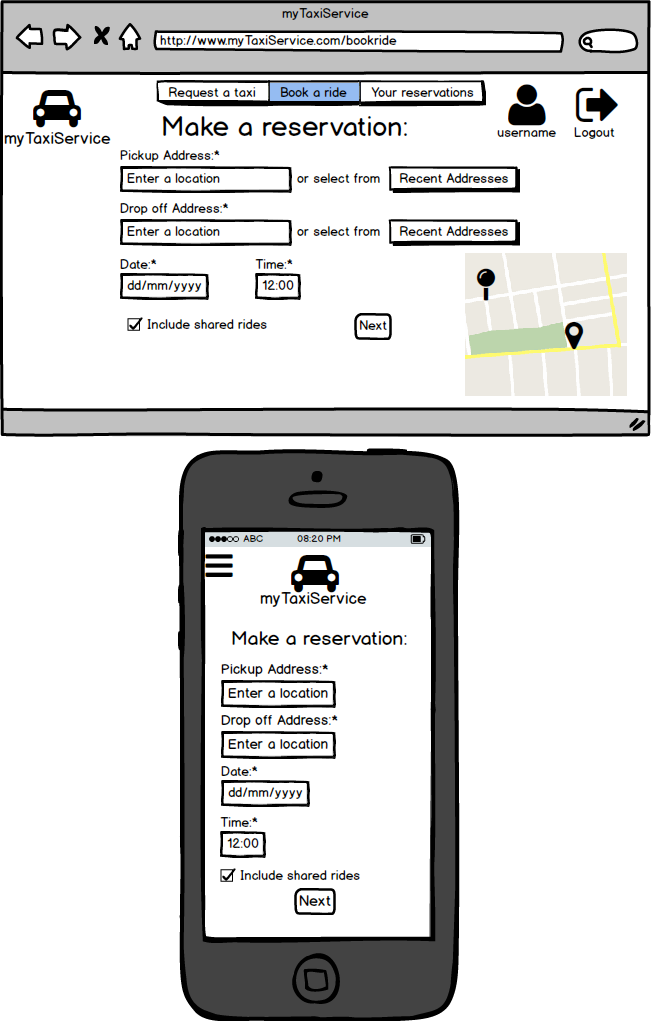 myTaxiService
http://www.myTaxiService.com/bookride
Request a taxi Book a ride Your reservations
myTaxiService
username
Logout
Make a reservation:
Pickup Address:*
Enter a location or select from Recent Addresses
Drop off Address:*
Enter a location or select from Recent Addresses
Date:* Time:*
dd/mm/yyyy 12:00
Include shared rides Next
ABC 08:20 PM
myTaxiService
Make a reservation:
Pickup Address:*
Enter a location
Drop off Address:*
Enter a location
Date:*
dd/mm/yyyy
Time:*
12:00
Include shared rides
Next